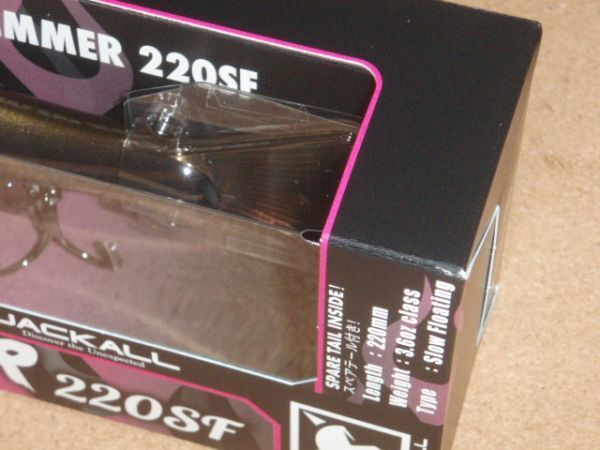 IMMER 220SF
JACKALL
Discover the Unexpected
R 220SF
SPARE TAIL INSIDE!
スペアテール付き!
Length : 220mm
Weight : 3.6oz class
Type : Slow Floating